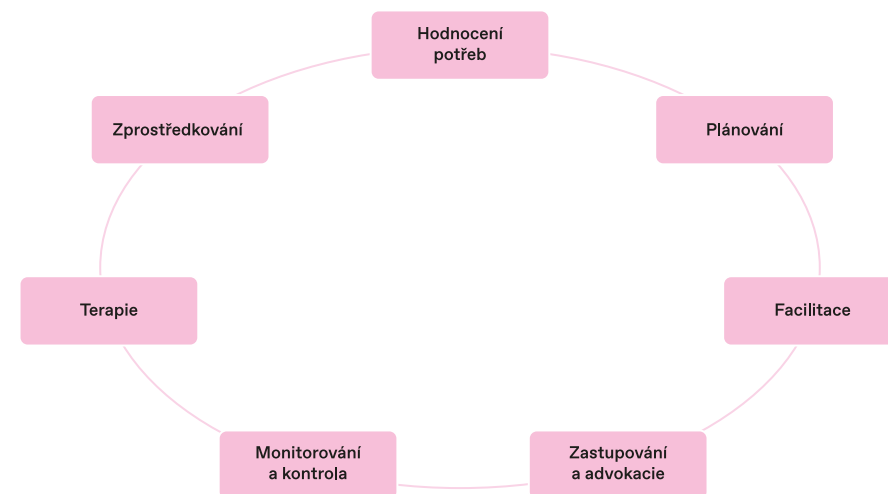 Hodnocení
potřeb
Zprostředkování
Plánování
Terapie
Facilitace
Monitorování
a kontrola
Zastupování
a advokacie